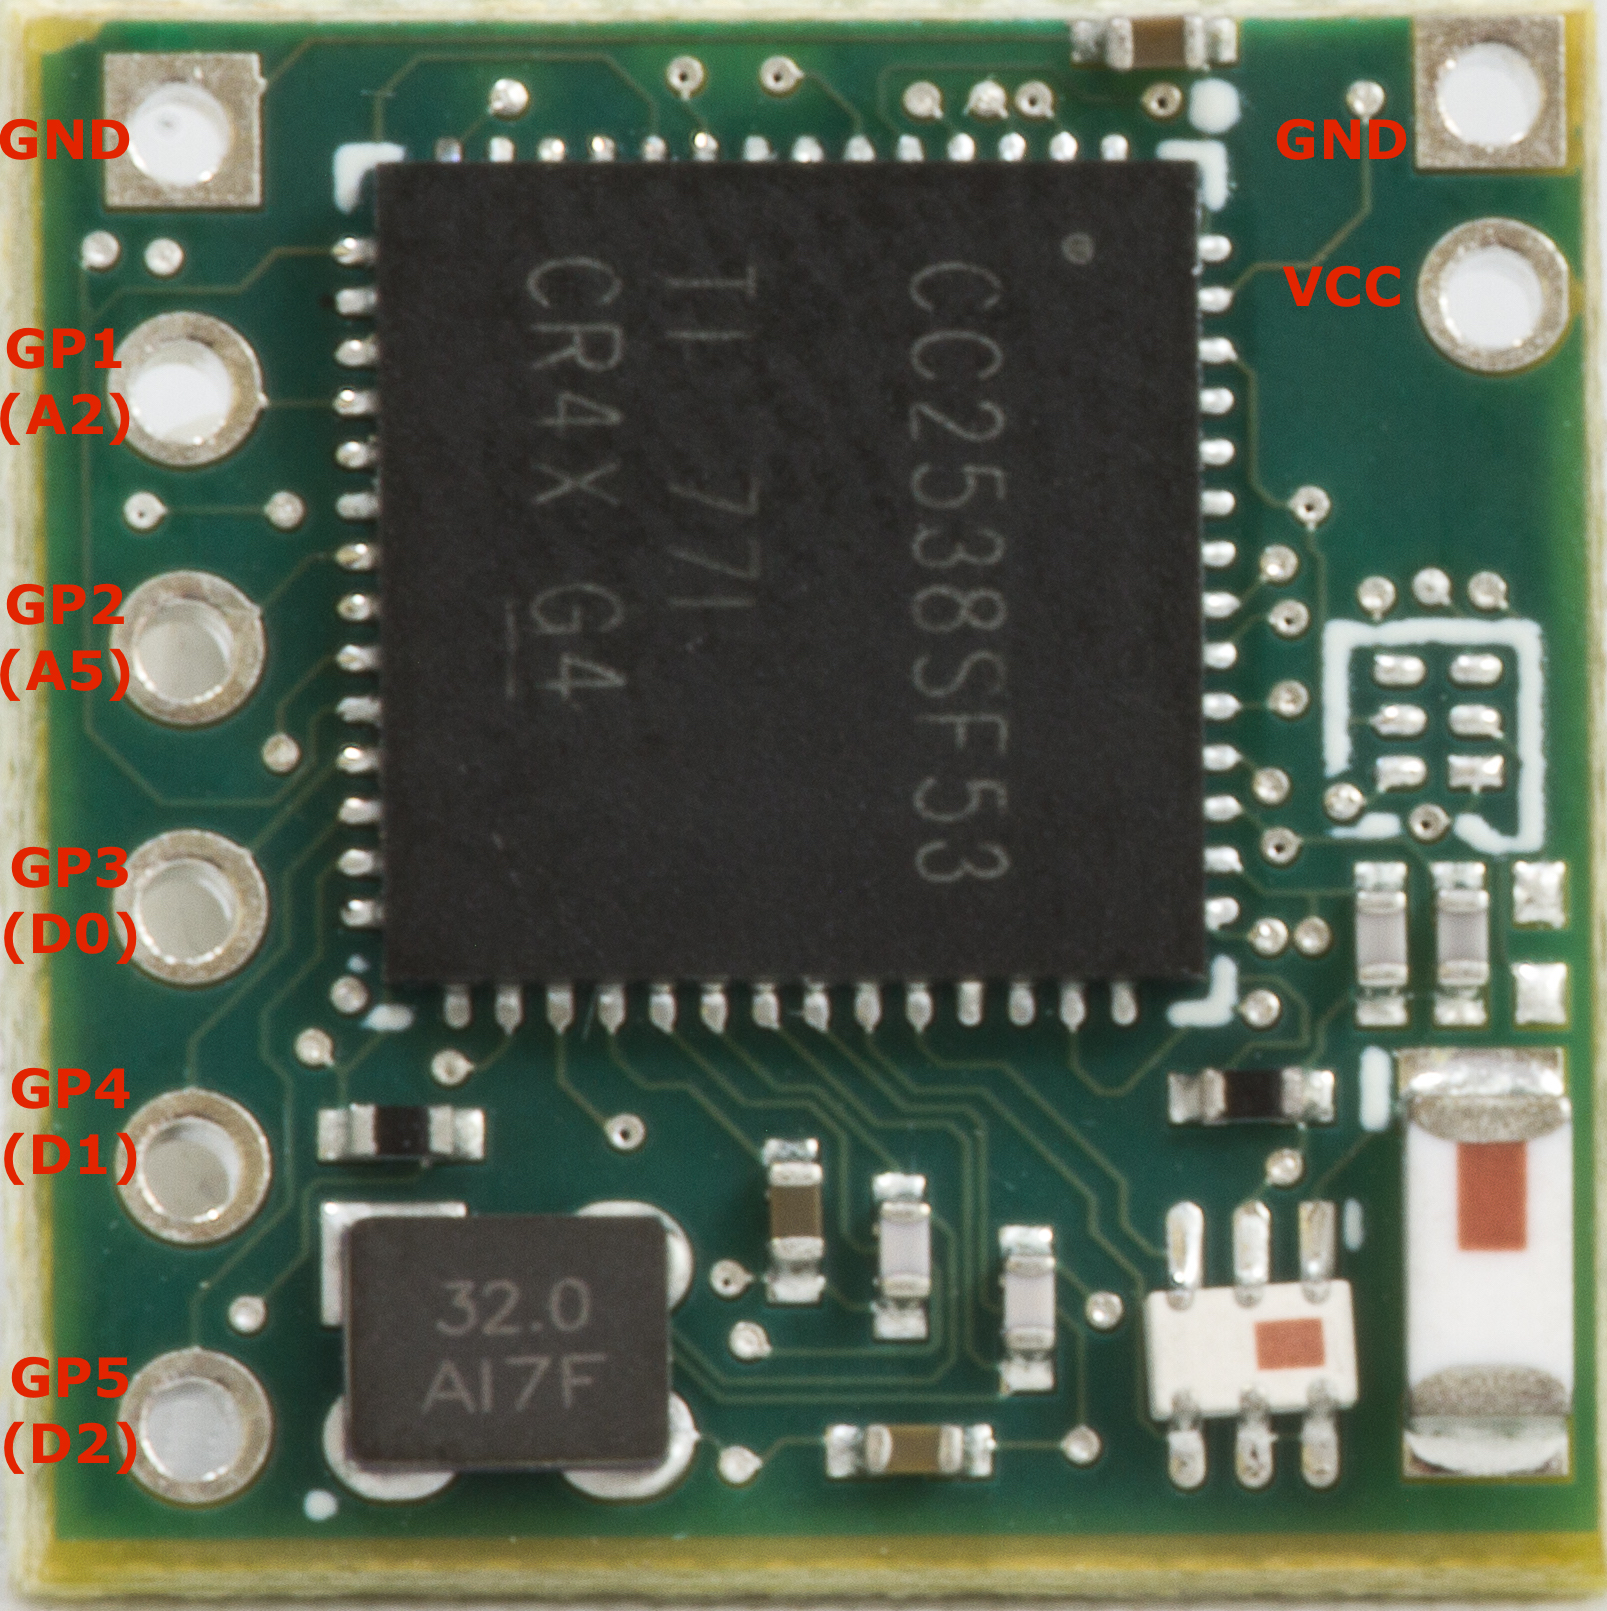 GND
GND
VCC
GP1
(A2)
GP2
(A5)
GP3
(D0)
GP4
(D1)
GP5
(D2)
CC2538SF53
TI 77I
CR4X G4
32.0
AI7F